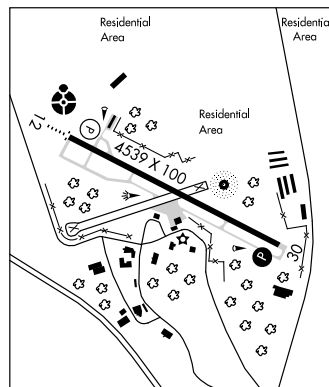 Residential
Area
Residential
Area
P
12
Residential
Area
4539 X 100
P
30